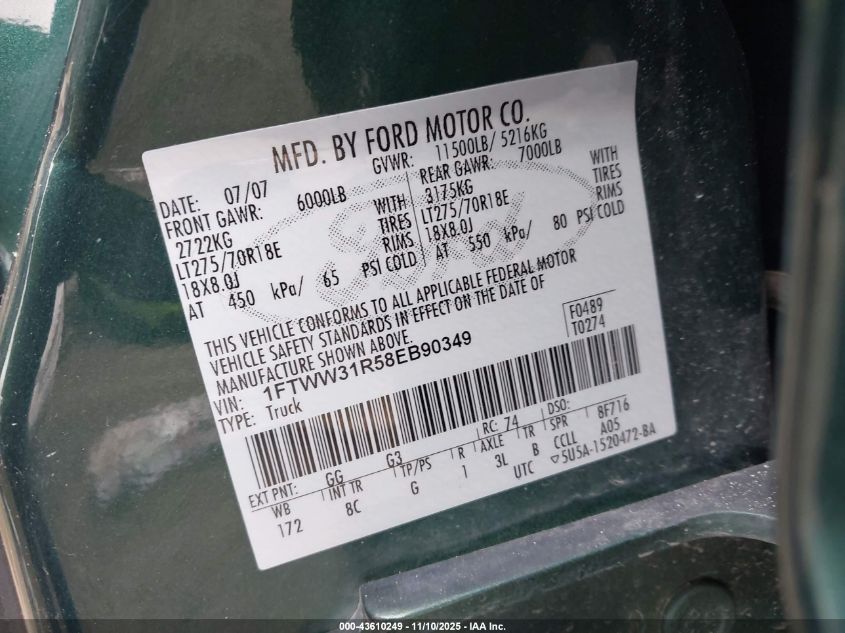 MFD. BY FORD MOTOR CO.
DATE: 07/07 GVWR: 11500LB/ 5216KG
FRONT GAWR: 6000LB REAR GAWR: 7000LB
2722KG WITH 3175KG WITH
LT275/70R18E TIRES LT275/70R18E TIRES
18X8.0J RIMS 18X8.0J RIMS
AT 450 kPa/ 65 PSI COLD AT 550 kPa/ 80 PSI COLD
THIS VEHICLE CONFORMS TO ALL APPLICABLE FEDERAL MOTOR
VEHICLE SAFETY STANDARDS IN EFFECT ON THE DATE OF
MANUFACTURE SHOWN ABOVE.
VIN: 1FTWW31R58EB90349 F0489
TYPE: Truck T0274
EXT PNT: GG G3 RC: 74 DSO: 8F716
WB INT TR TP/PS R AXLE TR SPR A05
172 8C G 1 3L B CCLL
UTC ▽5U5A-1520472-BA
000-43610249 - 11/10/2025 - IAA Inc.